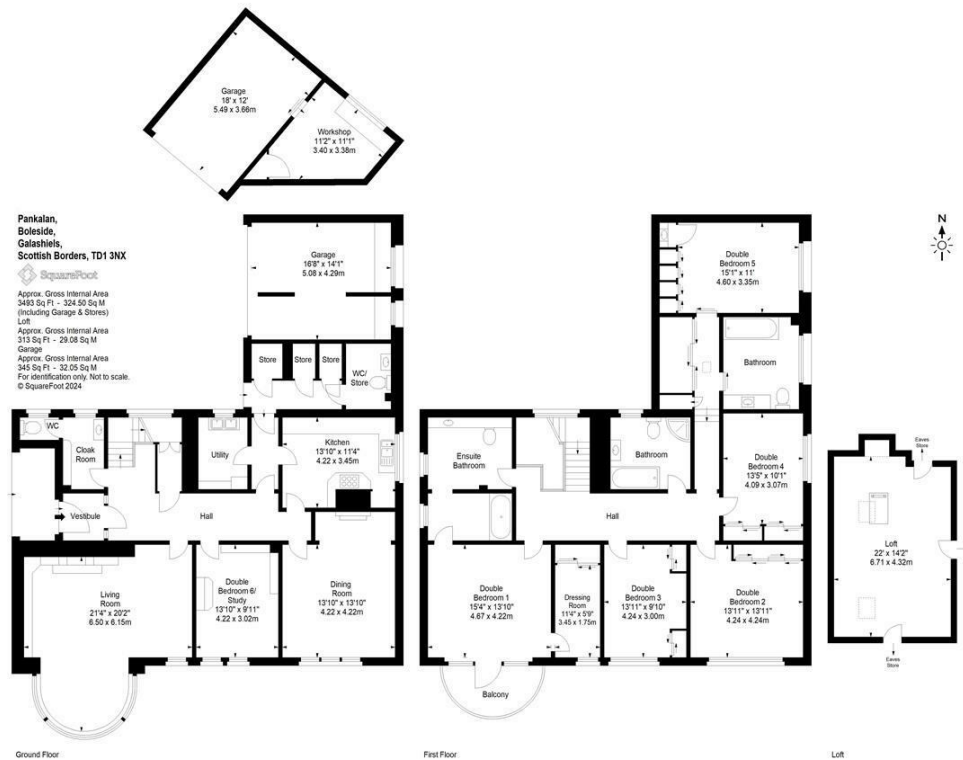 Garage
18' x 12'
5.49 x 3.66m
Workshop
11'2" x 11'1"
3.40 x 3.38m
Pankalan,
Boleside,
Galashiels,
Scottish Borders, TD1 3NX
SquareFoot
Approx. Gross Internal Area
3493 Sq Ft - 324.50 Sq M
(Including Garage & Stores)
Loft
Approx. Gross Internal Area
313 Sq Ft - 29.08 Sq M
Garage
Approx. Gross Internal Area
345 Sq Ft - 32.05 Sq M
For identification only. Not to scale.
© SquareFoot 2024
N
Garage
16'8" x 14'1"
5.08 x 4.29m
Store
Store
Store
WC/
Store
WC
Cloak
Room
Utility
Kitchen
13'10" x 11'4"
4.22 x 3.45m
Vestibule
Hall
Living
Room
21'4" x 20'2"
6.50 x 6.15m
Double
Bedroom 6/
Study
13'10" x 9'11"
4.22 x 3.02m
Dining
Room
13'10" x 13'10"
4.22 x 4.22m
Ground Floor
Double
Bedroom 5
15'1" x 11'
4.60 x 3.35m
Bathroom
Ensuite
Bathroom
Bathroom
Double
Bedroom 4
13'5" x 10'1"
4.09 x 3.07m
Hall
Double
Bedroom 1
15'4" x 13'10"
4.67 x 4.22m
Dressing
Room
11'4" x 5'9"
3.45 x 1.75m
Double
Bedroom 3
13'11" x 9'10"
4.24 x 3.00m
Double
Bedroom 2
13'11" x 13'11"
4.24 x 4.24m
Balcony
First Floor
Eaves
Store
Loft
22' x 14'2"
6.71 x 4.32m
Eaves
Store
Loft